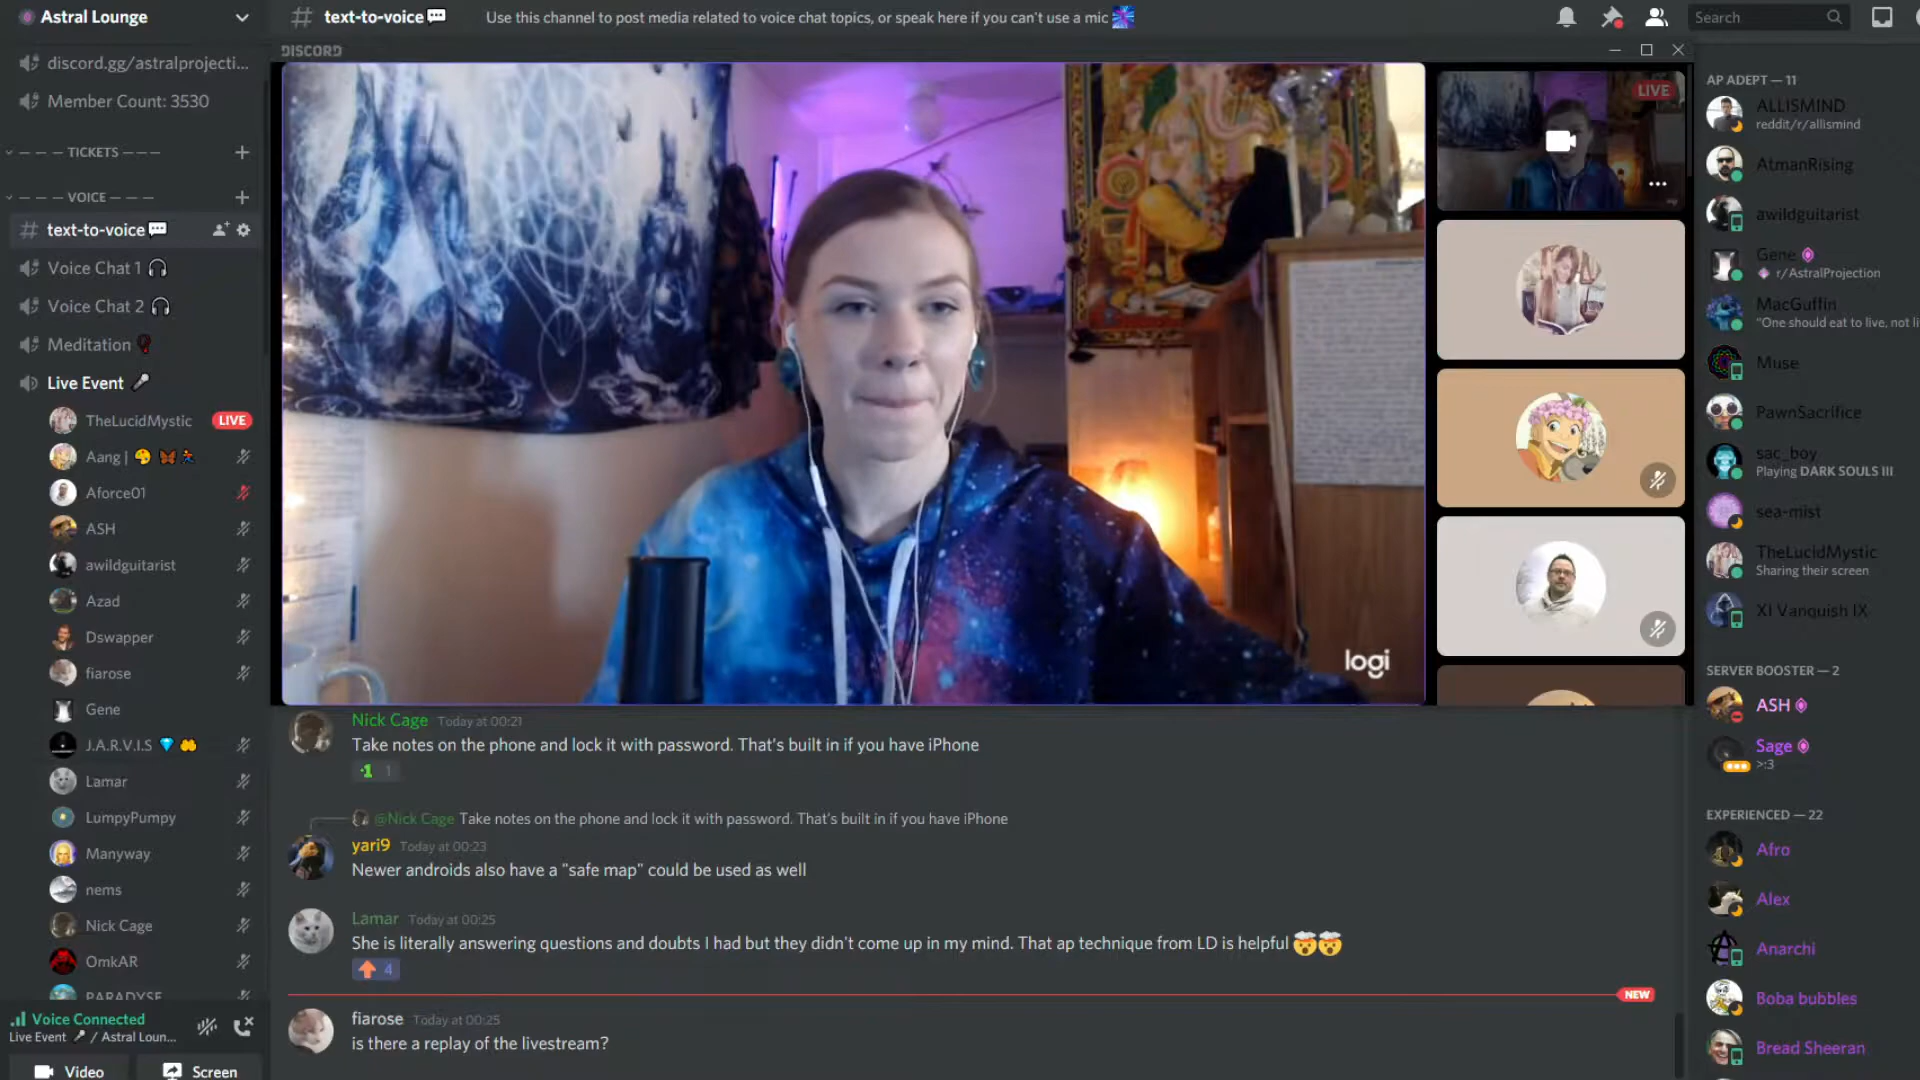 Astral Lounge
discord.gg/astralprojecti...
Member Count: 3530
TICKETS
VOICE
text-to-voice
Voice Chat 1
Voice Chat 2
Meditation
Live Event
TheLucidMystic LIVE
Aang |
Aforce01
ASH
awildguitarist
Azad
Dswapper
fiarose
Gene
J.A.R.V.I.S
Lamar
LumpyPumpy
Manyway
nems
Nick Cage
OmkAR
PARADYSE
Voice Connected
Live Event / Astral Loun...
Video Screen
# text-to-voice Use this channel to post media related to voice chat topics, or speak here if you can't use a mic
Search
DISCORD
LIVE
logi
Nick Cage Today at 00:21
Take notes on the phone and lock it with password. That's built in if you have iPhone
1
@Nick Cage Take notes on the phone and lock it with password. That's built in if you have iPhone
yari9 Today at 00:23
Newer androids also have a "safe map" could be used as well
Lamar Today at 00:25
She is literally answering questions and doubts I had but they didn't come up in my mind. That ap technique from LD is helpful 🤯🤯
4
NEW
fiarose Today at 00:25
is there a replay of the livestream?
AP ADEPT — 11
ALLISMIND
reddit/r/allismind
AtmanRising
awildguitarist
Gene
r/AstralProjection
MacGuffin
"One should eat to live, not li
Muse
PawnSacrifice
sac_boy
Playing DARK SOULS III
sea-mist
TheLucidMystic
Sharing their screen
XI Vanquish IX
SERVER BOOSTER — 2
ASH
Sage
>:3
EXPERIENCED — 22
Afro
Alex
Anarchi
Boba bubbles
Bread Sheeran